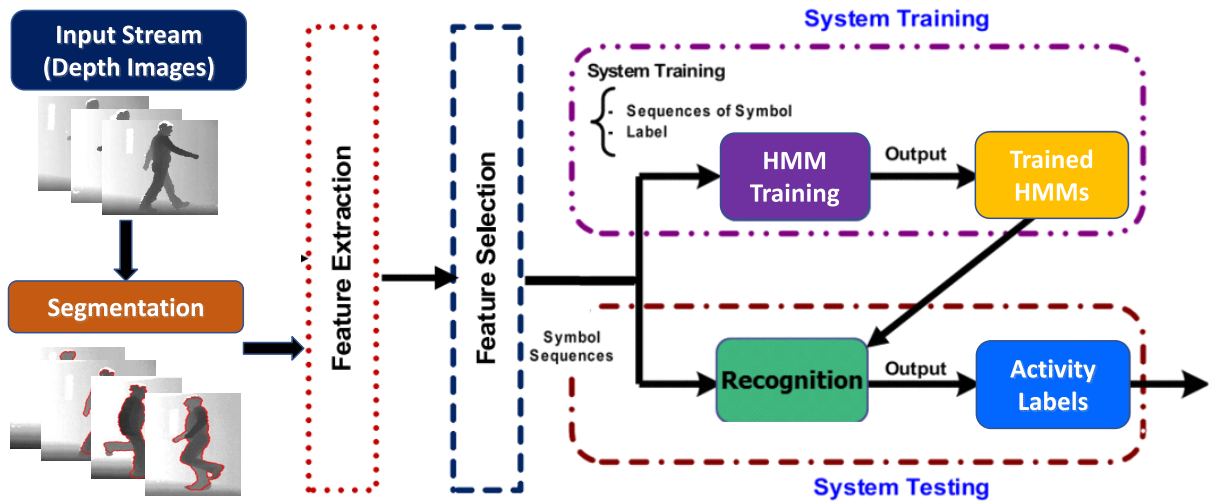 Input Stream
(Depth Images)
Segmentation
Feature Extraction
Feature Selection
System Training
System Training
- Sequences of Symbol
- Label
HMM
Training
Output
Trained
HMMs
Symbol
Sequences
Recognition
Output
Activity
Labels
System Testing